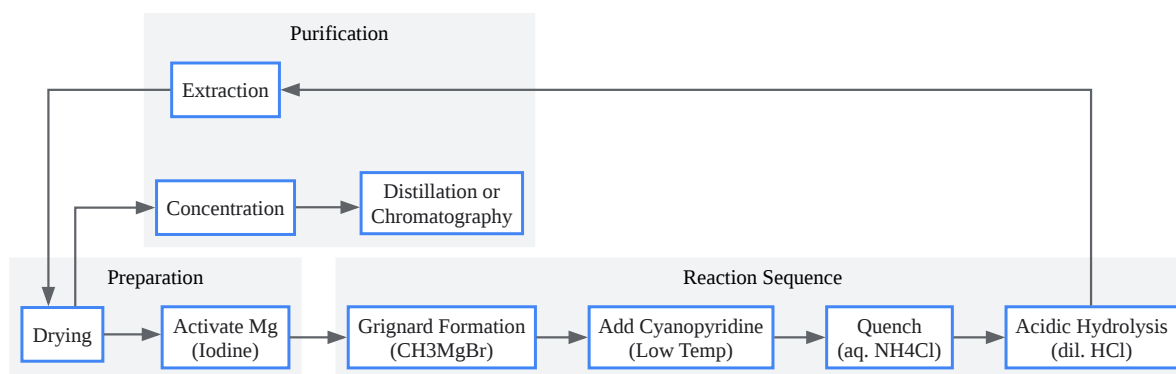 Purification
Extraction
Concentration
Distillation or
Chromatography
Preparation
Drying
Activate Mg
(Iodine)
Reaction Sequence
Grignard Formation
(CH3MgBr)
Add Cyanopyridine
(Low Temp)
Quench
(aq. NH4Cl)
Acidic Hydrolysis
(dil. HCl)